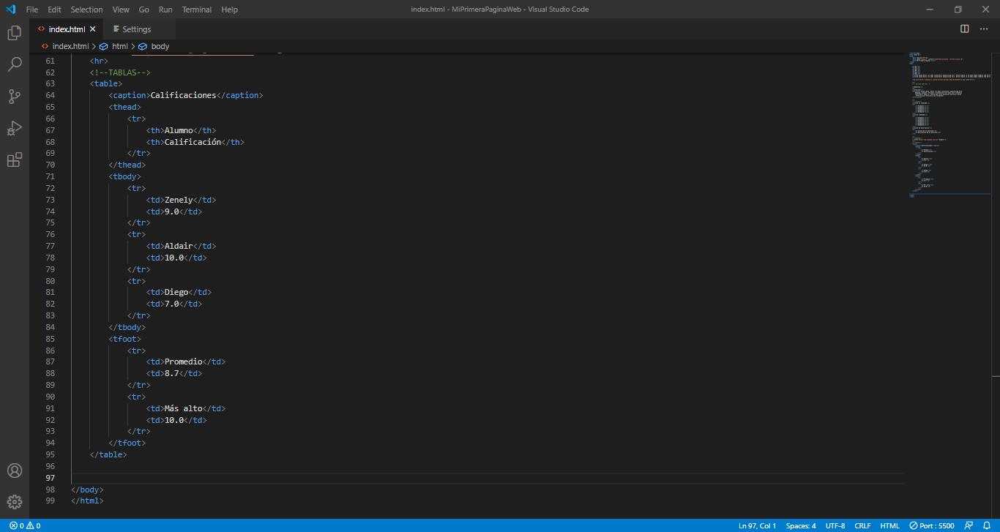 File Edit Selection View Go Run Terminal Help
index.html - MiPrimeraPaginaWeb - Visual Studio Code
index.html Settings
index.html > html > body
61 <hr>
62 <!--TABLAS-->
63 <table>
64 <caption>Calificaciones</caption>
65 <thead>
66 <tr>
67 <th>Alumno</th>
68 <th>Calificación</th>
69 </tr>
70 </thead>
71 <tbody>
72 <tr>
73 <td>Zenely</td>
74 <td>9.0</td>
75 </tr>
76 <tr>
77 <td>Aldair</td>
78 <td>10.0</td>
79 </tr>
80 <tr>
81 <td>Diego</td>
82 <td>7.0</td>
83 </tr>
84 </tbody>
85 <tfoot>
86 <tr>
87 <td>Promedio</td>
88 <td>8.7</td>
89 </tr>
90 <tr>
91 <td>Más alto</td>
92 <td>10.0</td>
93 </tr>
94 </tfoot>
95 </table>
96
97
98 </body>
99 </html>
0 0 Ln 97, Col 1 Spaces: 4 UTF-8 CRLF HTML Port : 5500